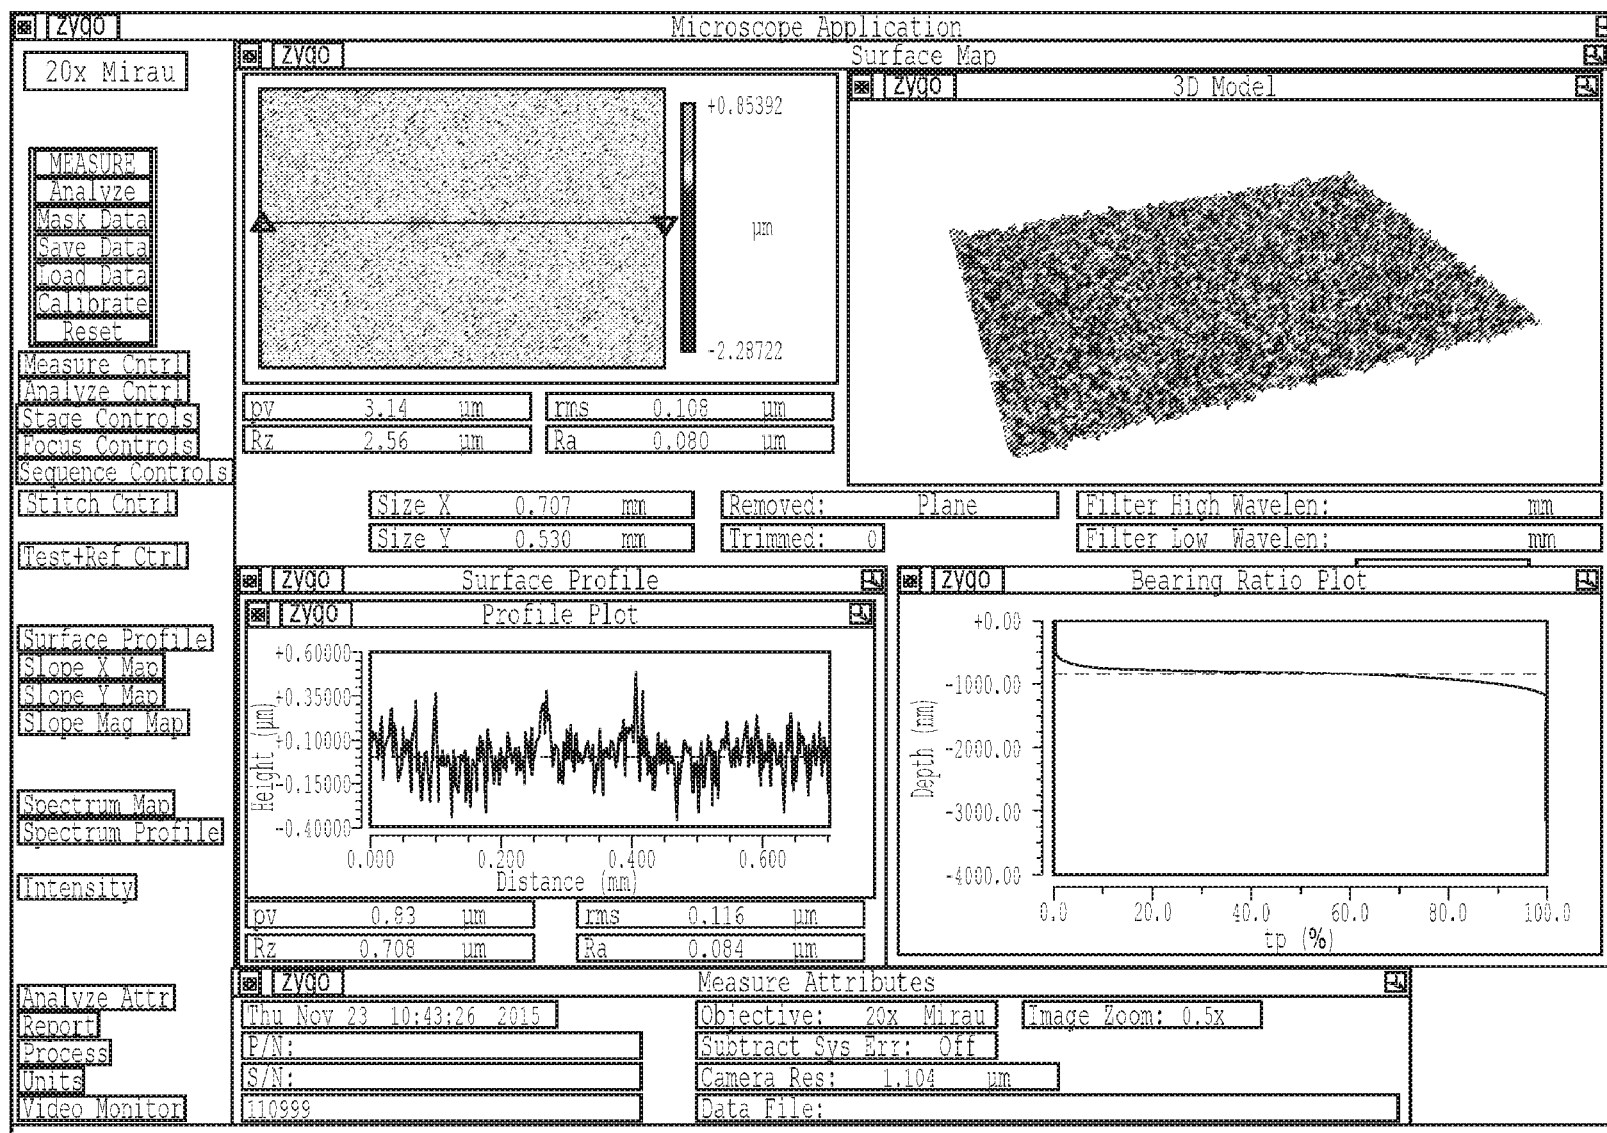 zygo Microscope Application
20x Mirau
MEASURE
Analyze
Mask Data
Save Data
Load Data
Calibrate
Reset
Measure Cntrl
Analyze Cntrl
Stage Controls
Focus Controls
Sequence Controls
Stitch Cntrl
Test+Ref Ctrl
Surface Profile
Slope X Map
Slope Y Map
Slope Mag Map
Spectrum Map
Spectrum Profile
Intensity
Analyze Attr
Report
Process
Units
Video Monitor
zygo Surface Map
+0.85392
µm
-2.28722
pv 3.14 µm rms 0.108 µm
Rz 2.56 µm Ra 0.080 µm
zygo 3D Model
Size X 0.707 mm Removed: Plane Filter High Wavelen: mm
Size Y 0.530 mm Trimmed: 0 Filter Low Wavelen: mm
zygo Surface Profile
zygo Profile Plot
+0.60000
+0.35000
+0.10000
-0.15000
-0.40000
Height (µm)
0.000 0.200 0.400 0.600
Distance (mm)
pv 0.83 µm rms 0.116 µm
Rz 0.708 µm Ra 0.084 µm
zygo Bearing Ratio Plot
+0.00
-1000.00
-2000.00
-3000.00
-4000.00
Depth (nm)
0.0 20.0 40.0 60.0 80.0 100.0
tp (%)
zygo Measure Attributes
Thu Nov 23 10:43:26 2015 Objective: 20x Mirau Image Zoom: 0.5x
P/N: Subtract Sys Err: Off
S/N: Camera Res: 1.104 µm
110999 Data File: